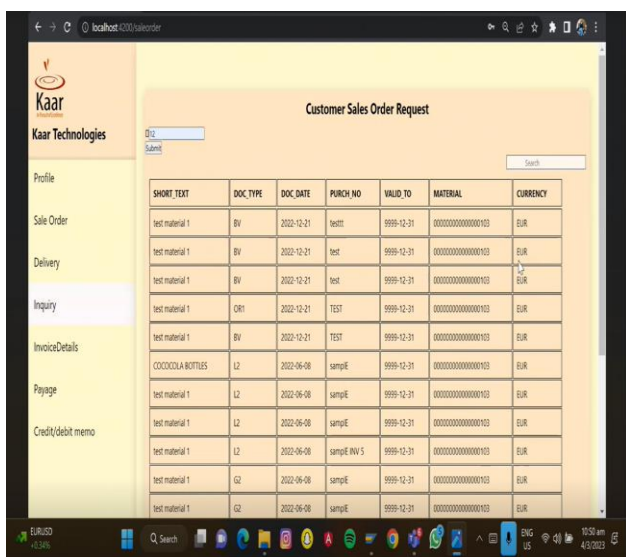 localhost:4200/saleorder
Kaar
Kaar Technologies
Profile
Sale Order
Delivery
Inquiry
InvoiceDetails
Payage
Credit/debit memo
Customer Sales Order Request
12
Submit
Search
SHORT_TEXT DOC_TYPE DOC_DATE PURCH_NO VALID_TO MATERIAL CURRENCY
test material 1 BV 2022-12-21 testtt 9999-12-31 000000000000000103 EUR
test material 1 BV 2022-12-21 test 9999-12-31 000000000000000103 EUR
test material 1 BV 2022-12-21 test 9999-12-31 000000000000000103 EUR
test material 1 OR1 2022-12-21 TEST 9999-12-31 000000000000000103 EUR
test material 1 BV 2022-12-21 TEST 9999-12-31 000000000000000103 EUR
COCOCOLA BOTTLES L2 2022-06-08 samplE 9999-12-31 000000000000000103 EUR
test material 1 L2 2022-06-08 samplE 9999-12-31 000000000000000103 EUR
test material 1 L2 2022-06-08 samplE 9999-12-31 000000000000000103 EUR
test material 1 L2 2022-06-08 samplE INV 5 9999-12-31 000000000000000103 EUR
test material 1 G2 2022-06-08 samplE 9999-12-31 000000000000000103 EUR
test material 1 G2 2022-06-08 samplE 9999-12-31 000000000000000103 EUR
EURUSD
+0.34%
Search
ENG
US
10:50 am
4/3/2023